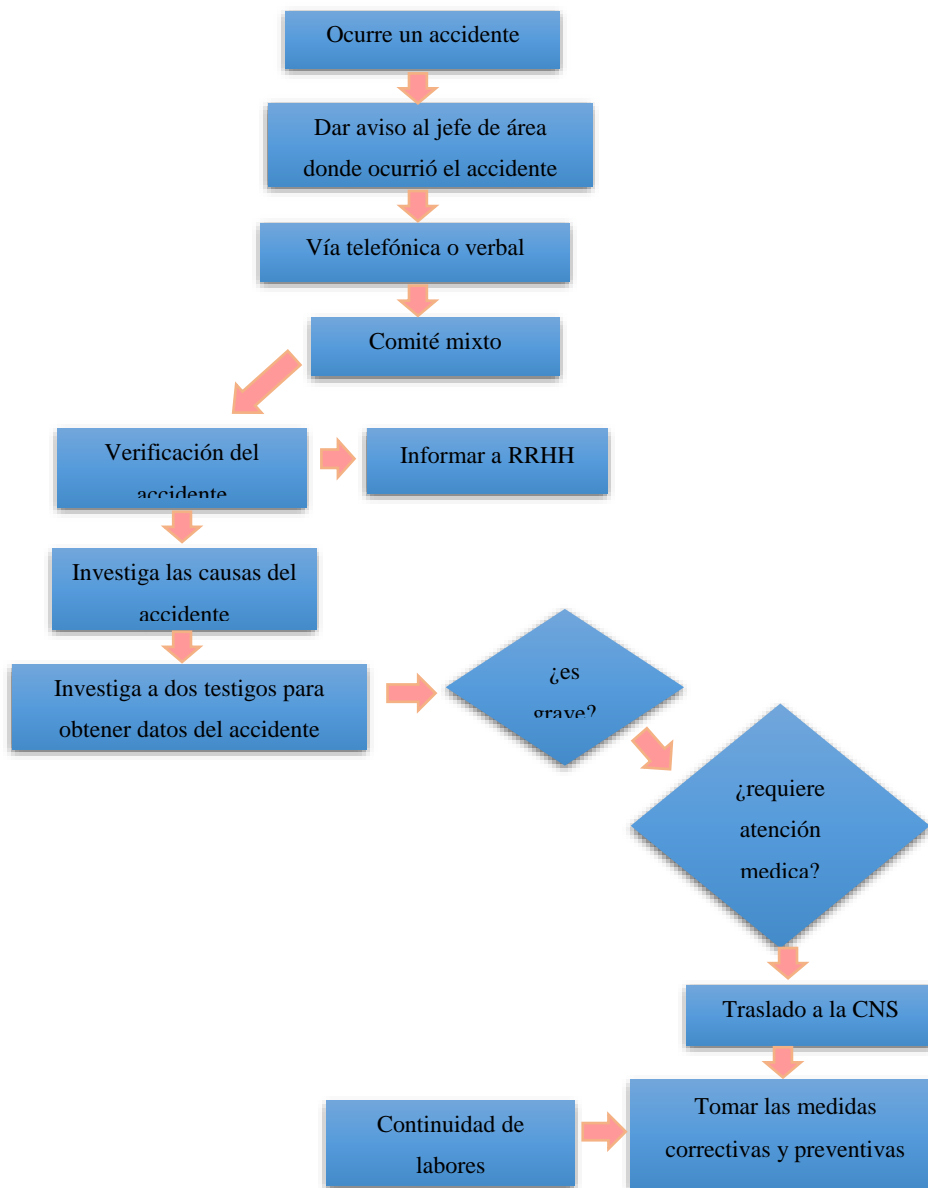 Ocurre un accidente
Dar aviso al jefe de área
donde ocurrió el accidente
Vía telefónica o verbal
Comité mixto
Verificación del
accidente
Informar a RRHH
Investiga las causas del
accidente
Investiga a dos testigos para
obtener datos del accidente
¿es
grave?
¿requiere
atención
medica?
Traslado a la CNS
Continuidad de
labores
Tomar las medidas
correctivas y preventivas